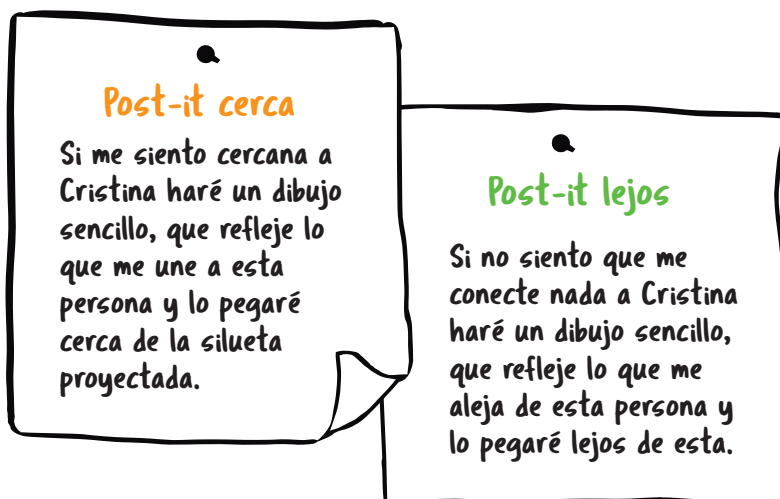 Post-it cerca
Si me siento cercana a
Cristina haré un dibujo
sencillo, que refleje lo
que me une a esta
persona y lo pegaré
cerca de la silueta
proyectada.
Post-it lejos
Si no siento que me
conecte nada a Cristina
haré un dibujo sencillo,
que refleje lo que me
aleja de esta persona y
lo pegaré lejos de esta.